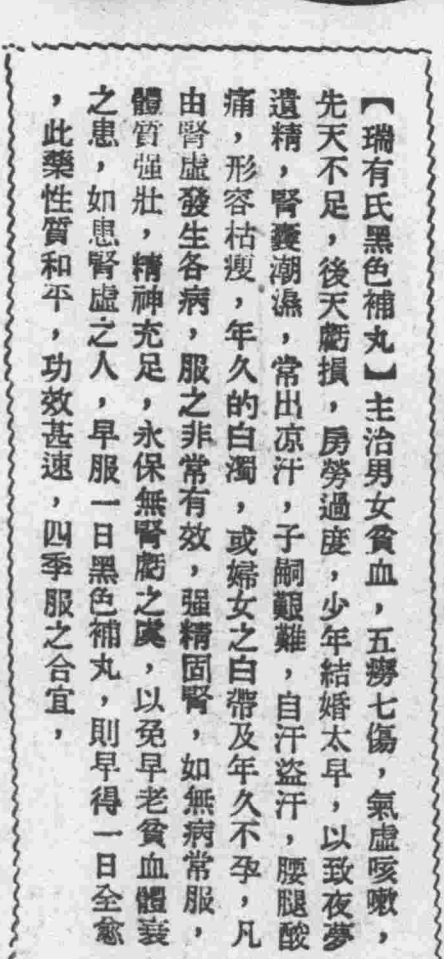 【瑞有氏黑色補丸】主治男女貧血，五癆七傷，氣虛咳嗽，
先天不足，後天虧損，房勞過度，少年結婚太早，以致夜夢
遺精，腎囊潮濕，常出凉汗，子嗣艱難，自汗盜汗，腰腿酸
痛，形容枯瘦，年久的白濁，或婦女之白帶及年久不孕，凡
由腎虛發生各病，服之非常有效，强精固腎，如無病常服，
體質强壯，精神充足，永保無腎虧之虞，以免早老貧血體衰
之患，如患腎虛之人，早服一日黑色補丸，則早得一日全愈
，此藥性質和平，功效甚速，四季服之合宜，